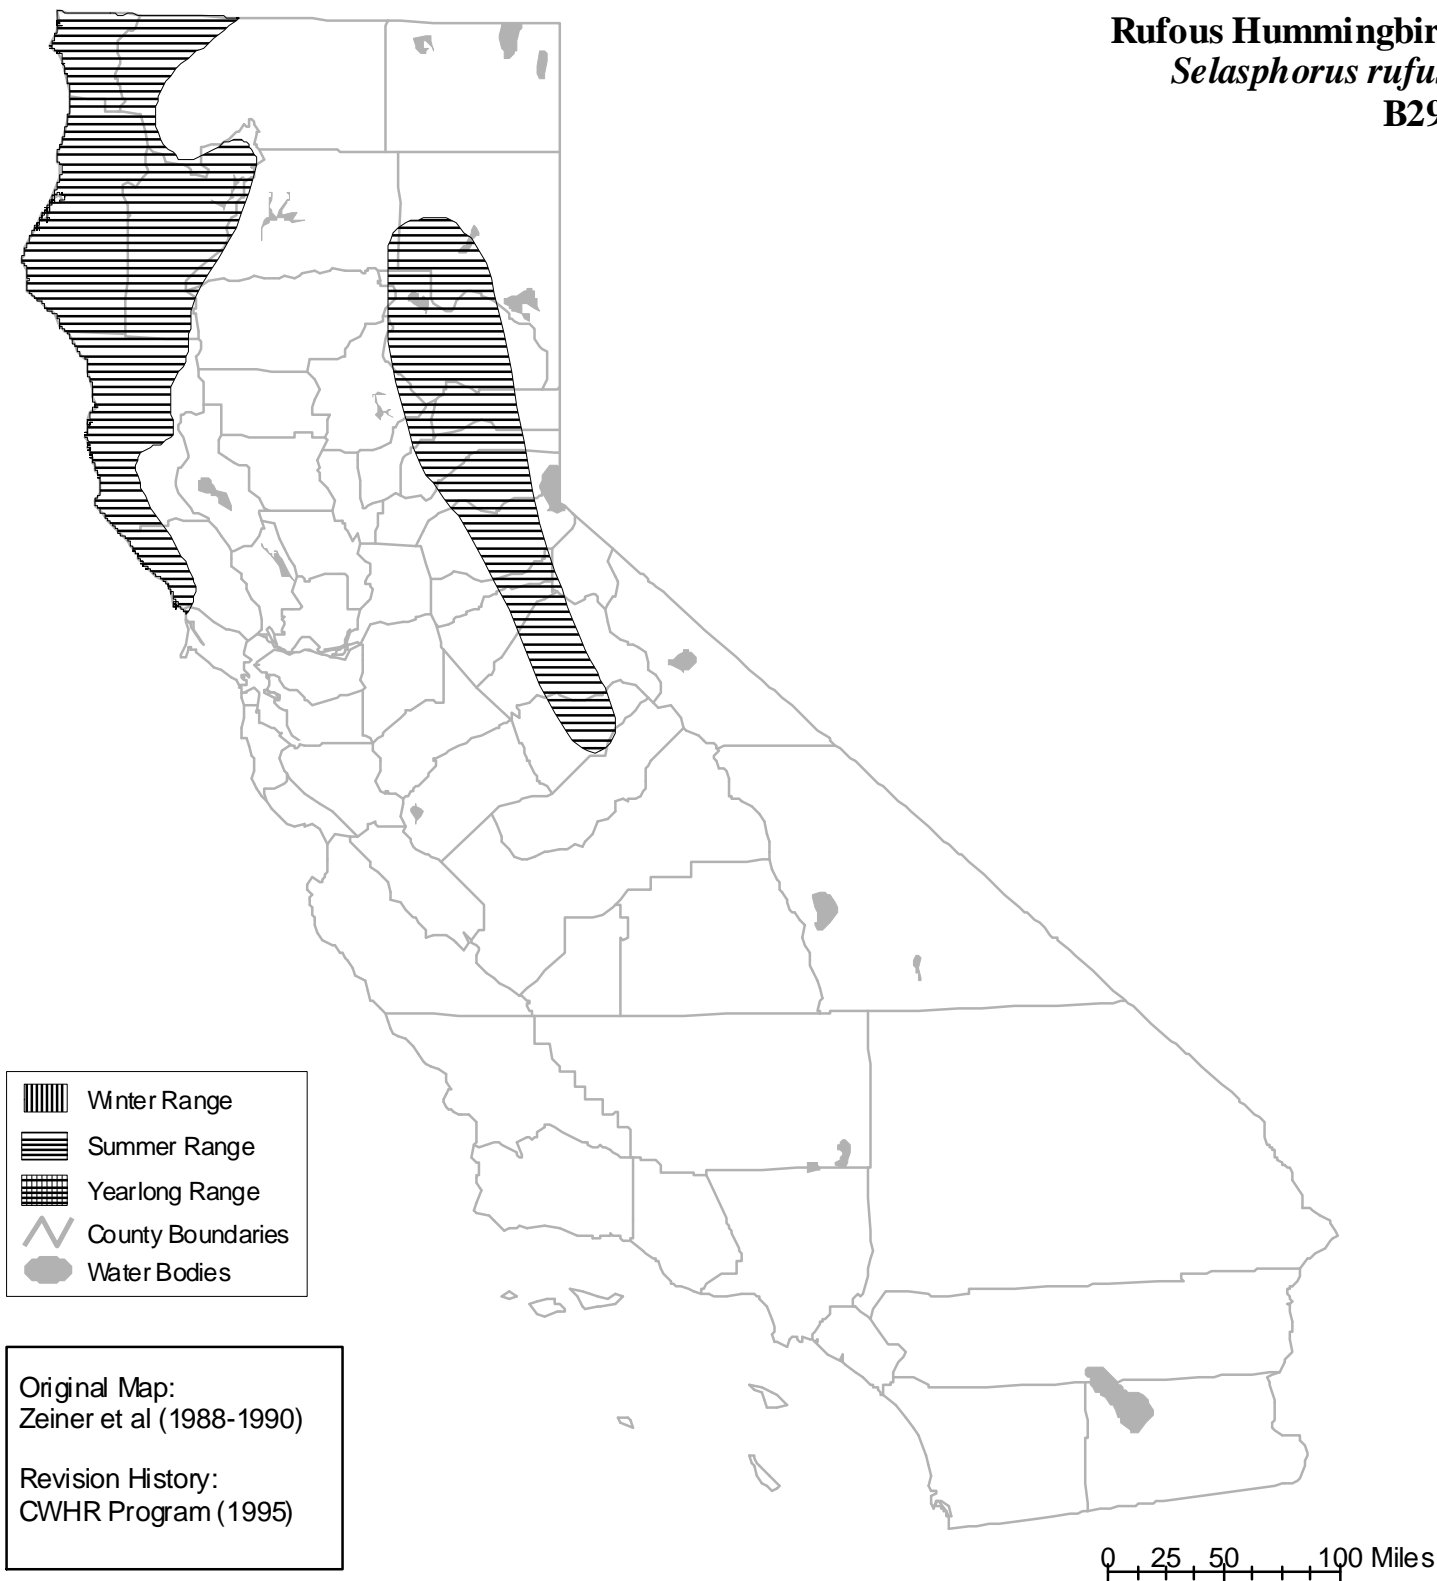 Rufous Hummingbir
Selasphorus rufu
B29
Winter Range
Summer Range
Yearlong Range
County Boundaries
Water Bodies
Original Map:
Zeiner et al (1988-1990)
Revision History:
CWHR Program (1995)
0 25 50 100 Miles